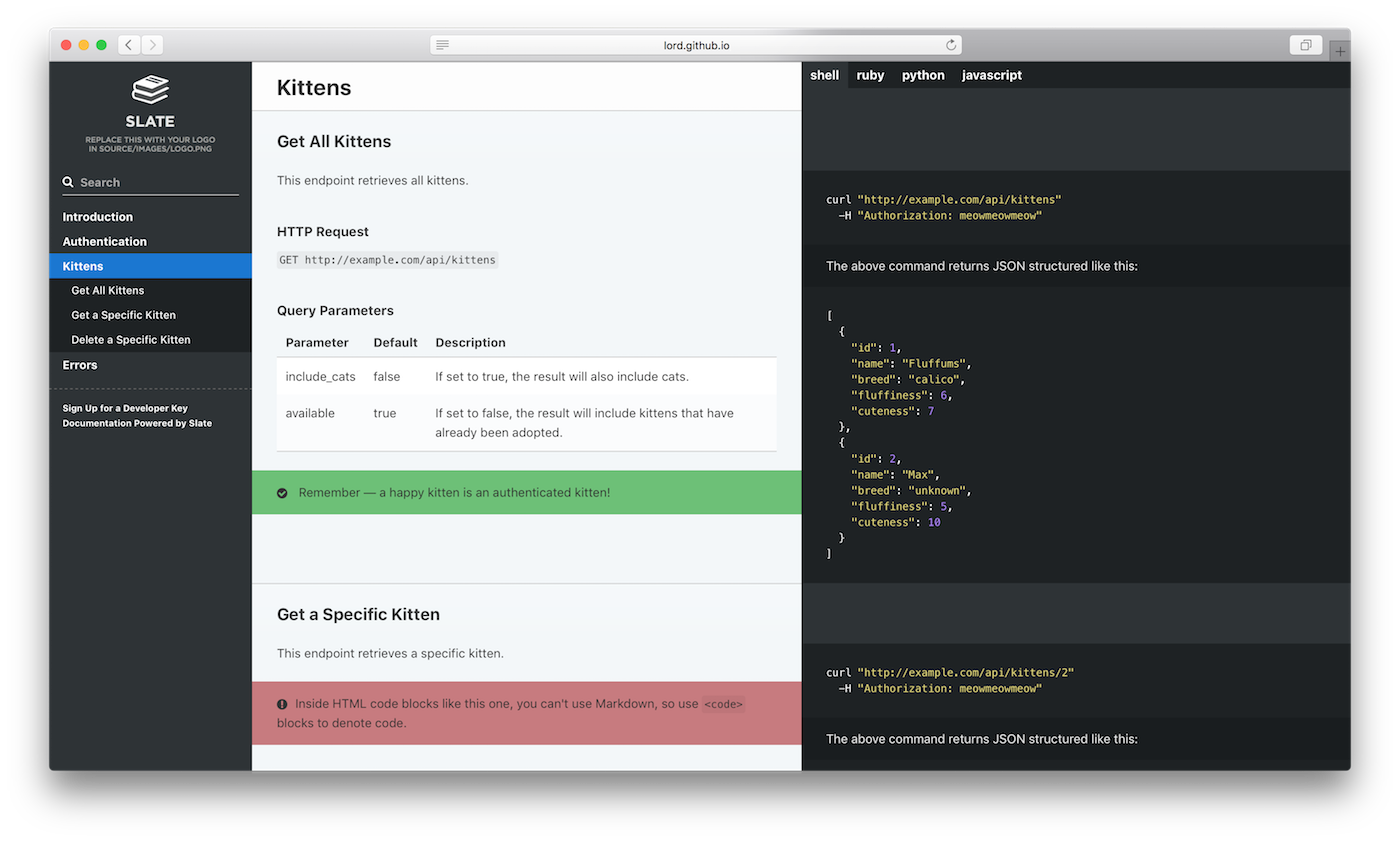 lord.github.io
SLATE
REPLACE THIS WITH YOUR LOGO
IN SOURCE/IMAGES/LOGO.PNG
Search
Introduction
Authentication
Kittens
Get All Kittens
Get a Specific Kitten
Delete a Specific Kitten
Errors
Sign Up for a Developer Key
Documentation Powered by Slate
Kittens
Get All Kittens
This endpoint retrieves all kittens.
HTTP Request
GET http://example.com/api/kittens
Query Parameters
Parameter Default Description
include_cats false If set to true, the result will also include cats.
available true If set to false, the result will include kittens that have
already been adopted.
Remember — a happy kitten is an authenticated kitten!
Get a Specific Kitten
This endpoint retrieves a specific kitten.
Inside HTML code blocks like this one, you can't use Markdown, so use <code>
blocks to denote code.
shell ruby python javascript
curl "http://example.com/api/kittens"
-H "Authorization: meowmeowmeow"
The above command returns JSON structured like this:
[
{
"id": 1,
"name": "Fluffums",
"breed": "calico",
"fluffiness": 6,
"cuteness": 7
},
{
"id": 2,
"name": "Max",
"breed": "unknown",
"fluffiness": 5,
"cuteness": 10
}
]
curl "http://example.com/api/kittens/2"
-H "Authorization: meowmeowmeow"
The above command returns JSON structured like this: